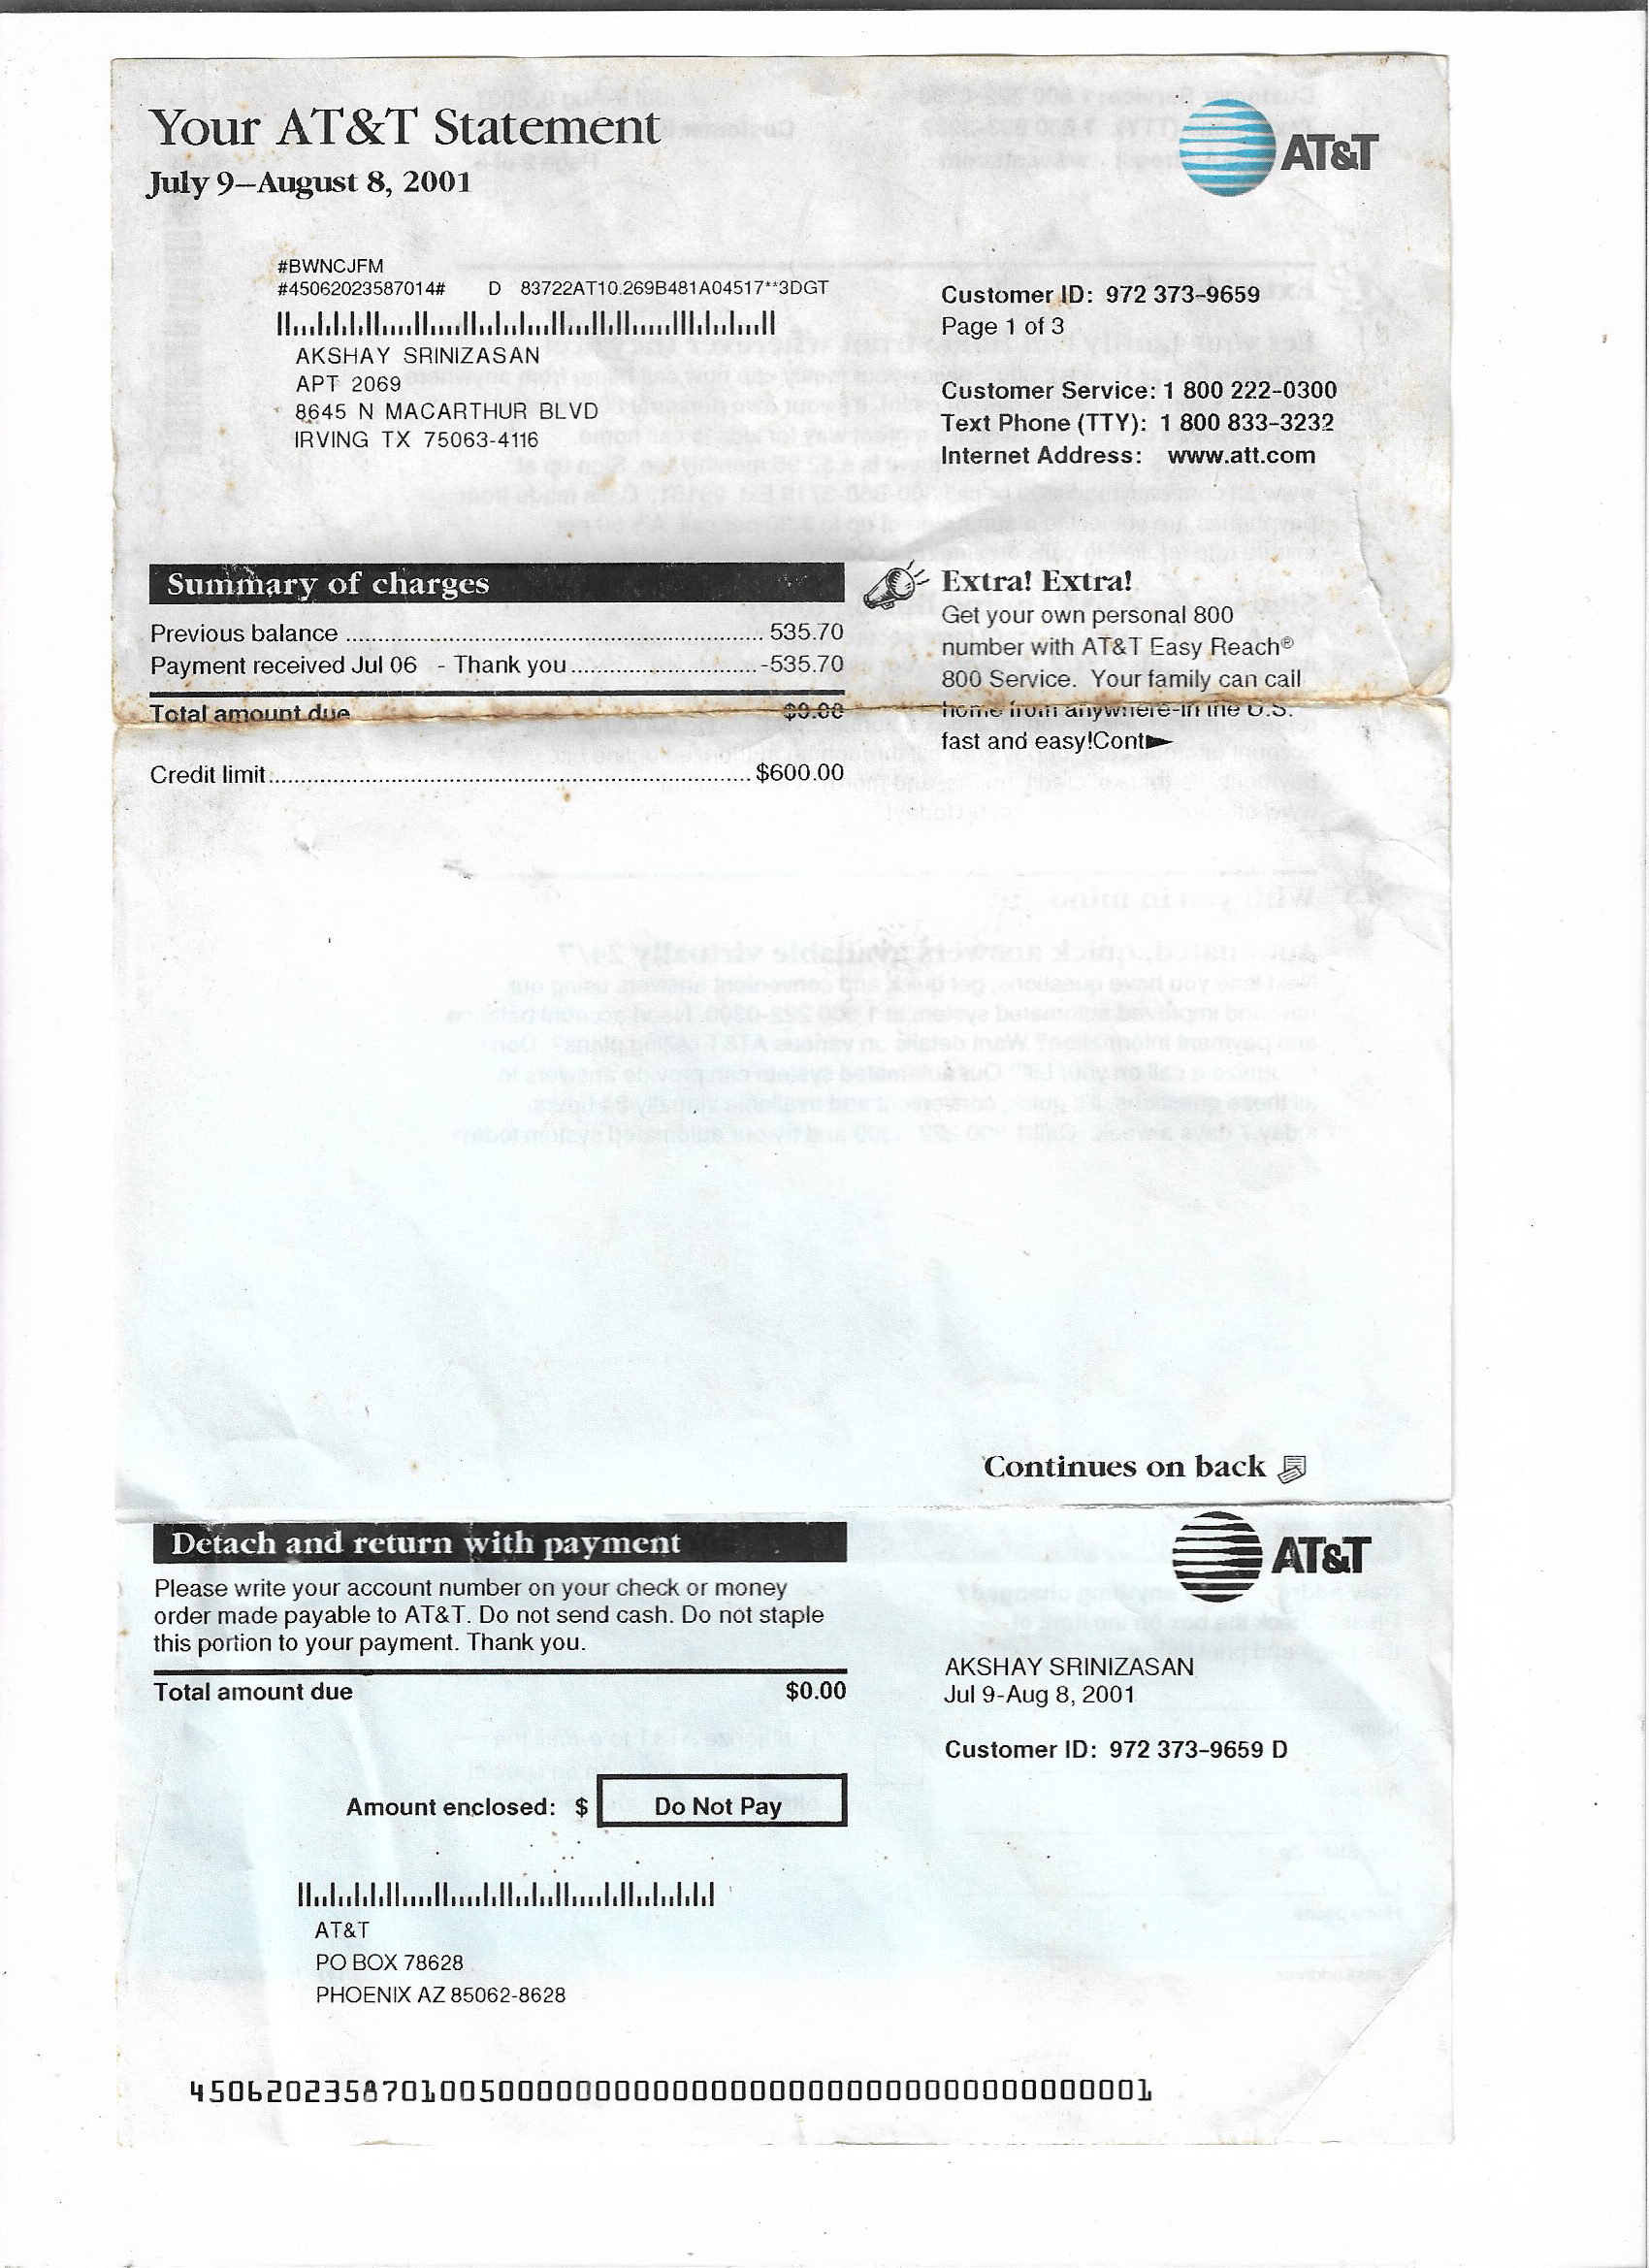 Your AT&T Statement
July 9–August 8, 2001
AT&T
#BWNCJFM
#45062023587014# D 83722AT10.269B481A04517**3DGT
AKSHAY SRINIZASAN
APT 2069
8645 N MACARTHUR BLVD
IRVING TX 75063-4116
Customer ID: 972 373-9659
Page 1 of 3
Customer Service: 1 800 222-0300
Text Phone (TTY): 1 800 833-3232
Internet Address: www.att.com
Summary of charges
Previous balance ........ 535.70
Payment received Jul 06 - Thank you ........ -535.70
Total amount due $0.00
Credit limit ........ $600.00
Extra! Extra!
Get your own personal 800
number with AT&T Easy Reach®
800 Service. Your family can call
home from anywhere-in the U.S.
fast and easy!Cont►
Continues on back
Detach and return with payment
Please write your account number on your check or money
order made payable to AT&T. Do not send cash. Do not staple
this portion to your payment. Thank you.
Total amount due $0.00
Amount enclosed: $ Do Not Pay
AT&T
AKSHAY SRINIZASAN
Jul 9-Aug 8, 2001
Customer ID: 972 373-9659 D
AT&T
PO BOX 78628
PHOENIX AZ 85062-8628